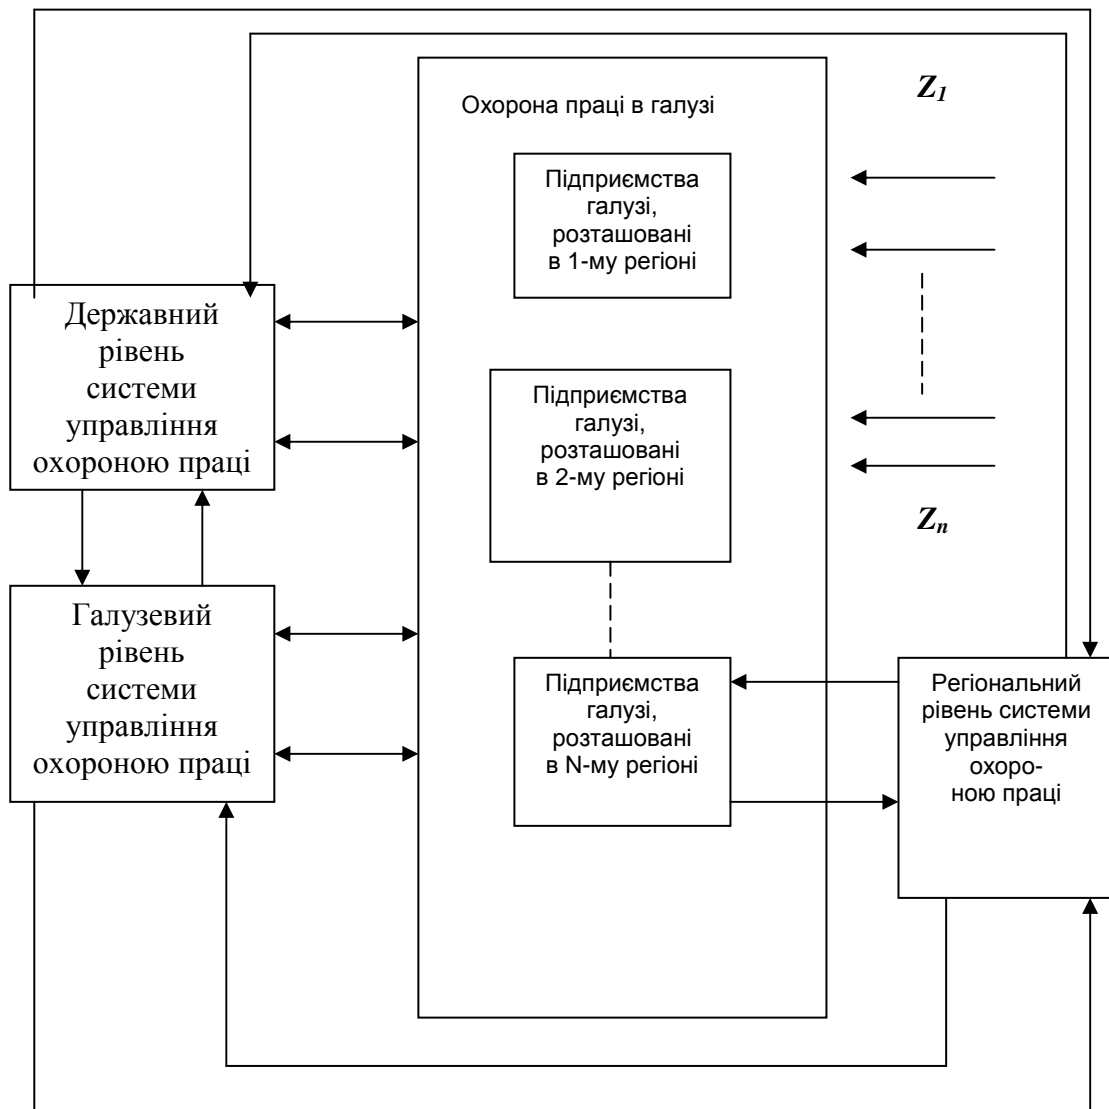 Z1
Охорона праці в галузі
Підприємства
галузі,
розташовані
в 1-му регіоні
Державний
рівень
системи
управління
охороною праці
Підприємства
галузі,
розташовані
в 2-му регіоні
Zn
Галузевий
рівень
системи
управління
охороною праці
Підприємства
галузі,
розташовані
в N-му регіоні
Регіональний
рівень системи
управління
охоро-
ною праці